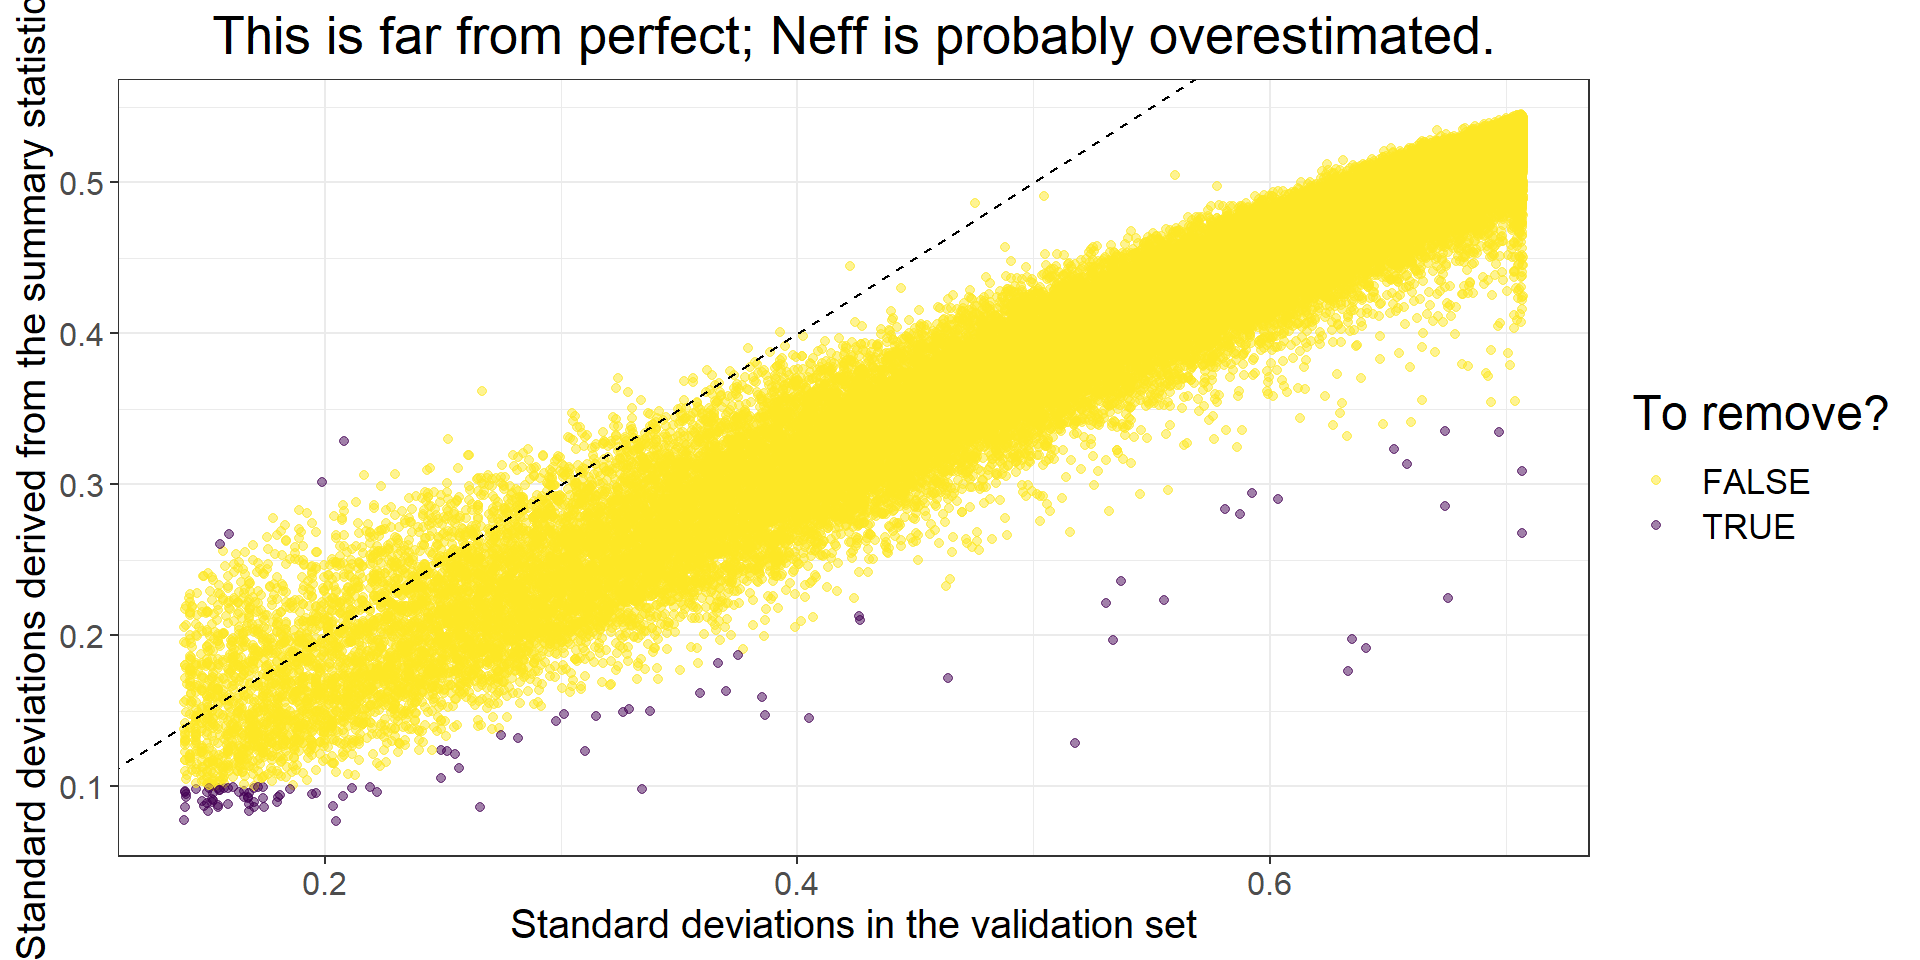 This is far from perfect; Neff is probably overestimated.
Standard deviations derived from the summary
0.5
0.4
0.3
0.2
0.1
0.2
0.4
0.6
Standard deviations in the validation set
To remove?
FALSE
TRUE